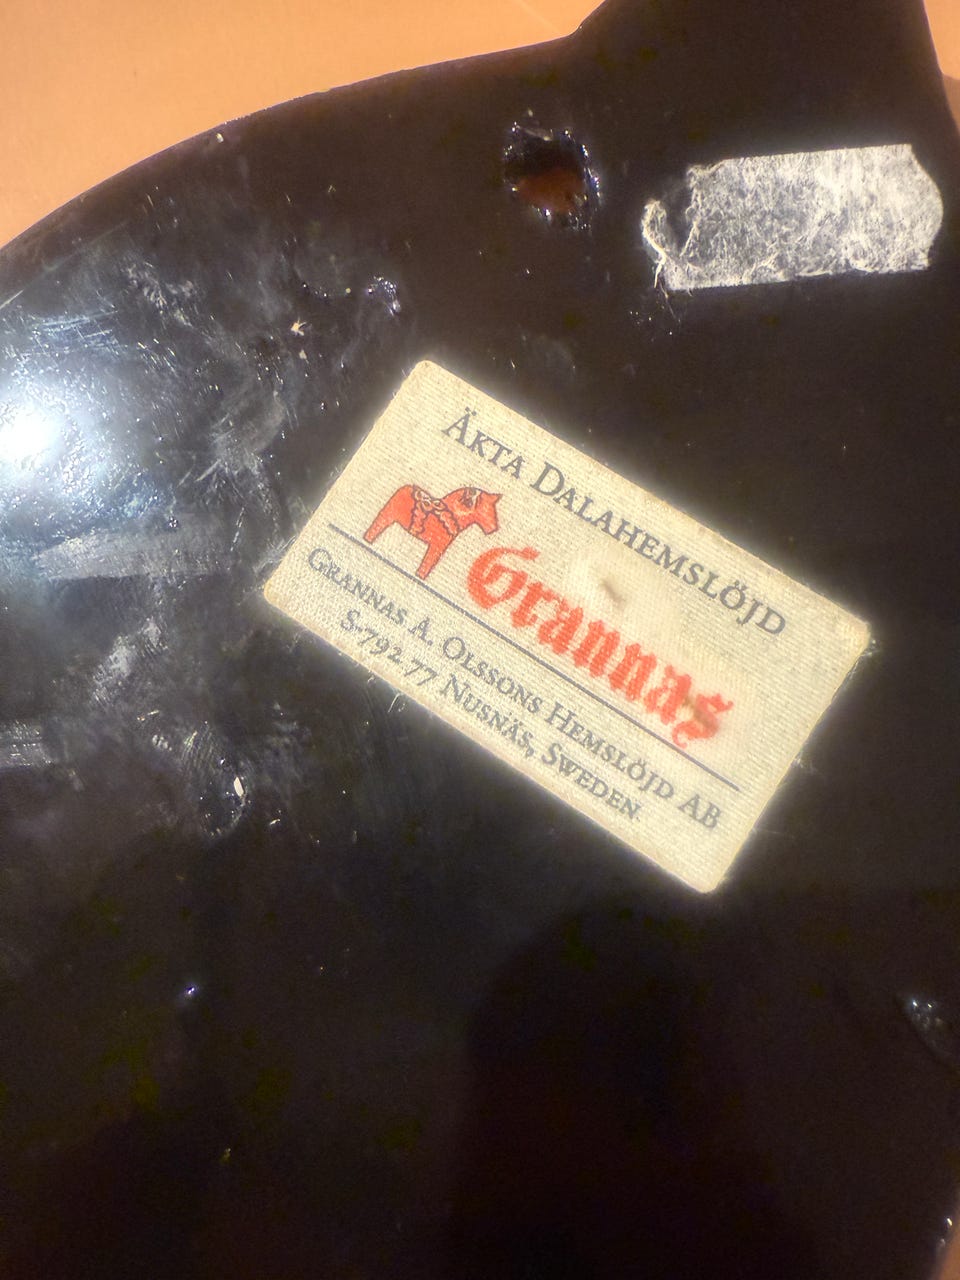 ÄKTA DALAHEMSLÖJD
Grannas
GRANNAS A. OLSSONS HEMSLÖJD AB
S-792 77 NUSNÄS, SWEDEN